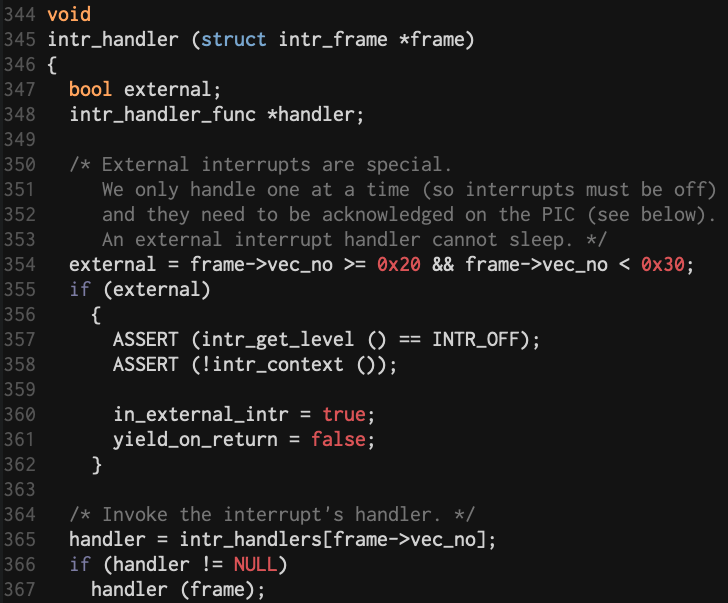 344 void
345 intr_handler (struct intr_frame *frame)
346 {
347   bool external;
348   intr_handler_func *handler;
349
350   /* External interrupts are special.
351      We only handle one at a time (so interrupts must be off)
352      and they need to be acknowledged on the PIC (see below).
353      An external interrupt handler cannot sleep. */
354   external = frame->vec_no >= 0x20 && frame->vec_no < 0x30;
355   if (external)
356     {
357       ASSERT (intr_get_level () == INTR_OFF);
358       ASSERT (!intr_context ());
359
360       in_external_intr = true;
361       yield_on_return = false;
362     }
363
364   /* Invoke the interrupt's handler. */
365   handler = intr_handlers[frame->vec_no];
366   if (handler != NULL)
367     handler (frame);